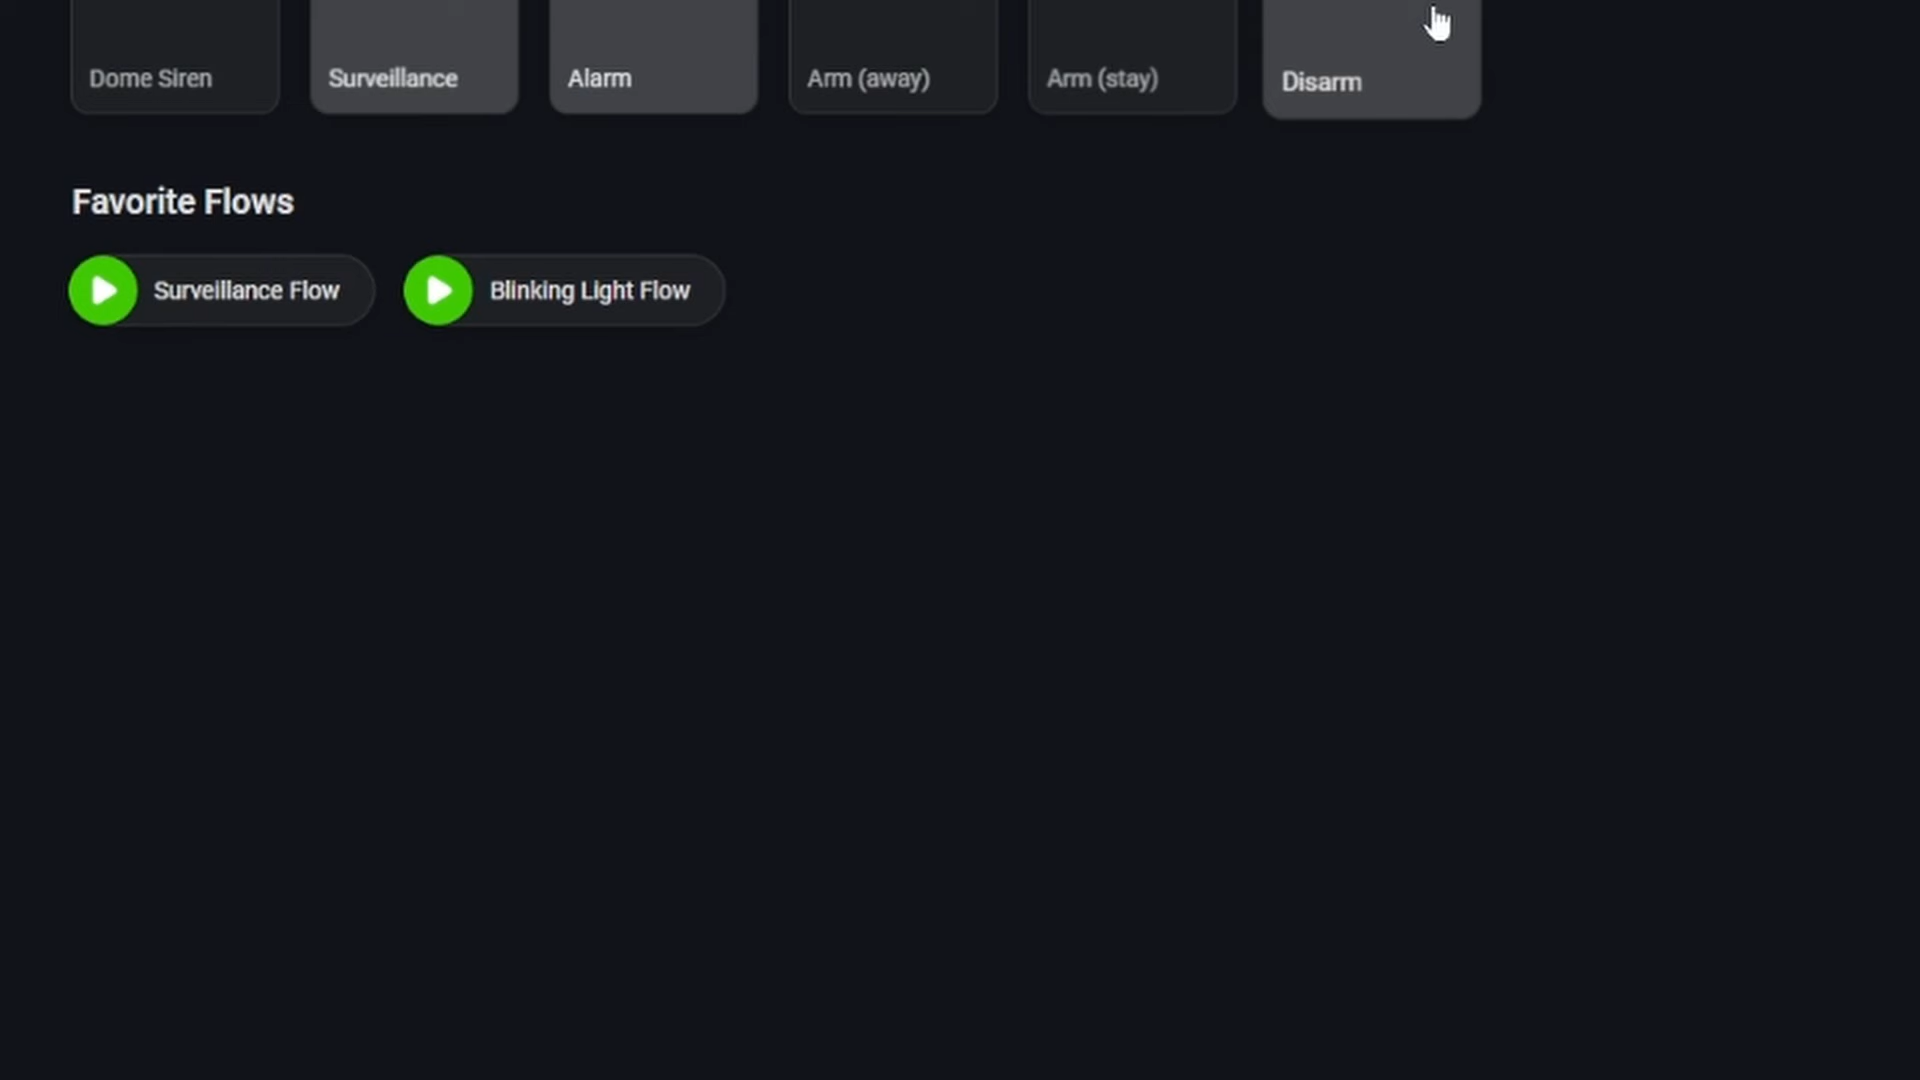 Dome Siren
Surveillance
Alarm
Arm (away)
Arm (stay)
Disarm
Favorite Flows
Surveillance Flow
Blinking Light Flow